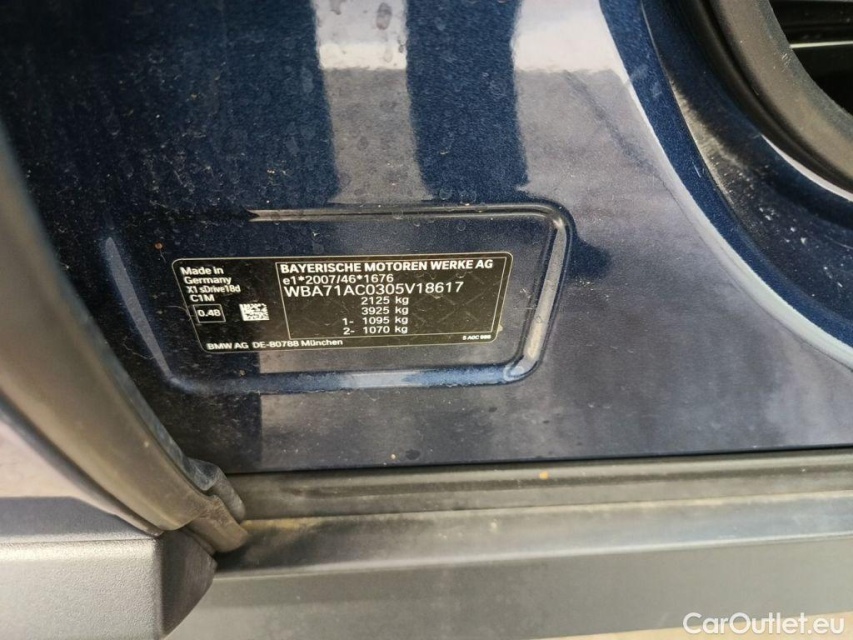 Made in
Germany
X1 sDrive18d
C1M
0.48
BAYERISCHE MOTOREN WERKE AG
e1*2007/46*1676
WBA71AC0305V18617
2125 kg
3925 kg
1- 1095 kg
2- 1070 kg
BMW AG DE-80788 München
CarOutlet.eu